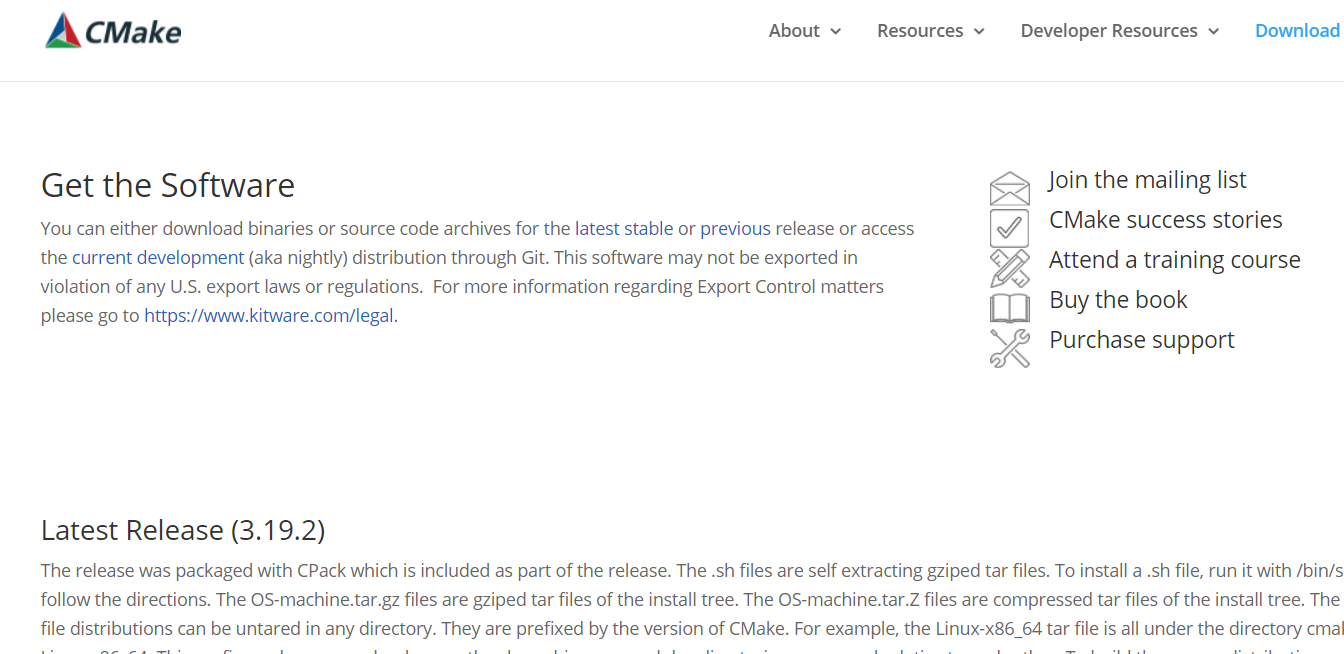 CMake
About
Resources
Developer Resources
Download
Get the Software
You can either download binaries or source code archives for the latest stable or previous release or access
the current development (aka nightly) distribution through Git. This software may not be exported in
violation of any U.S. export laws or regulations.  For more information regarding Export Control matters
please go to https://www.kitware.com/legal.
Join the mailing list
CMake success stories
Attend a training course
Buy the book
Purchase support
Latest Release (3.19.2)
The release was packaged with CPack which is included as part of the release. The .sh files are self extracting gziped tar files. To install a .sh file, run it with /bin/s
follow the directions. The OS-machine.tar.gz files are gziped tar files of the install tree. The OS-machine.tar.Z files are compressed tar files of the install tree. The
file distributions can be untared in any directory. They are prefixed by the version of CMake. For example, the Linux-x86_64 tar file is all under the directory cmal